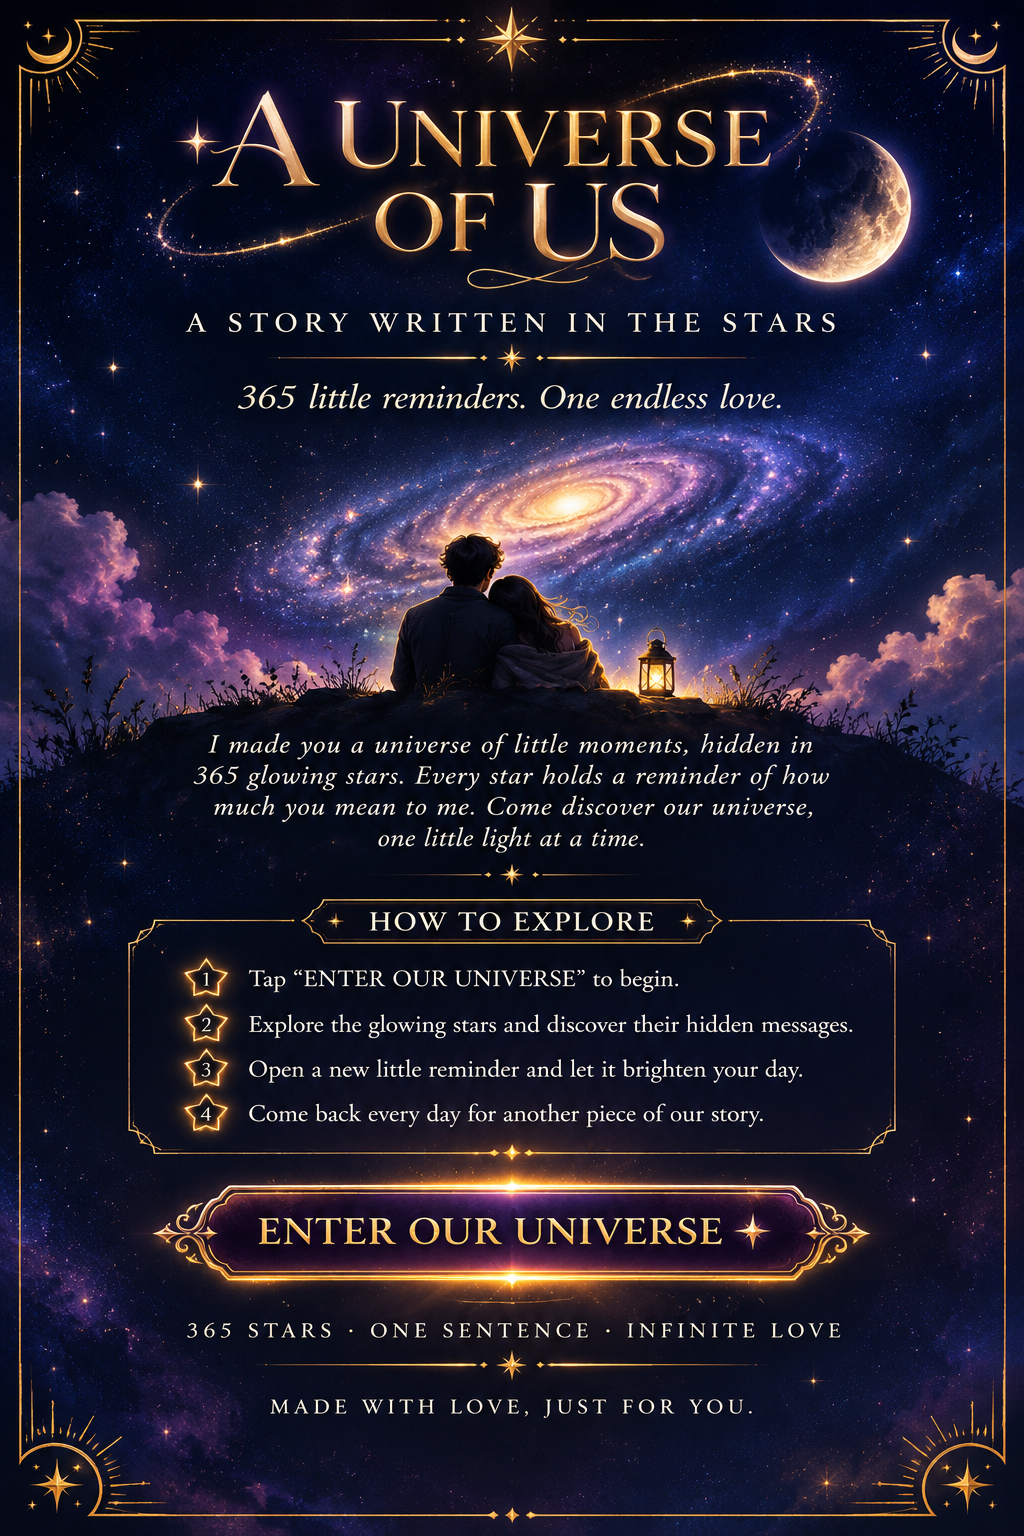 A UNIVERSE
OF US
A STORY WRITTEN IN THE STARS
365 little reminders. One endless love.
I made you a universe of little moments, hidden in
365 glowing stars. Every star holds a reminder of how
much you mean to me. Come discover our universe,
one little light at a time.
HOW TO EXPLORE
1 Tap “ENTER OUR UNIVERSE” to begin.
2 Explore the glowing stars and discover their hidden messages.
3 Open a new little reminder and let it brighten your day.
4 Come back every day for another piece of our story.
ENTER OUR UNIVERSE
365 STARS · ONE SENTENCE · INFINITE LOVE
MADE WITH LOVE, JUST FOR YOU.